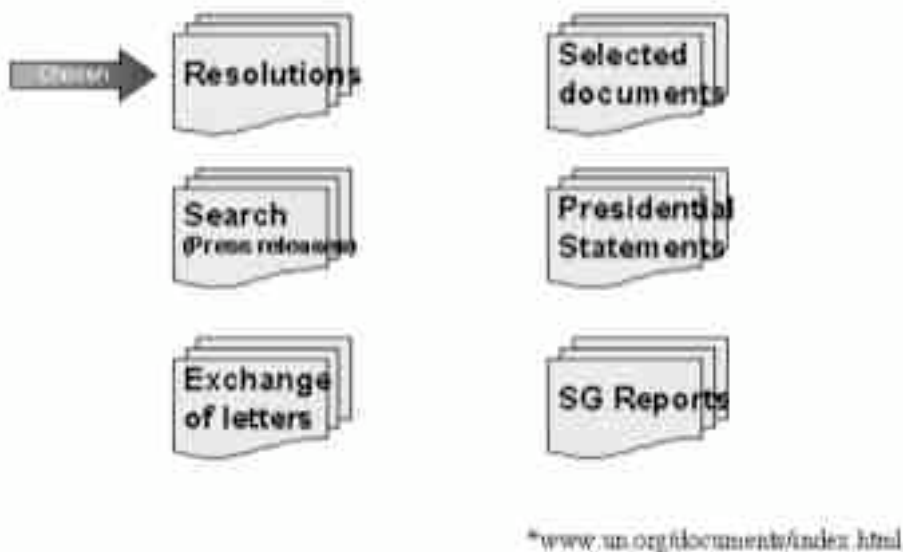 Chosen
Resolutions
Selected
documents
Search
(Press releases)
Presidential
Statements
Exchange
of letters
SG Reports
*www.un.org/documents/index.html